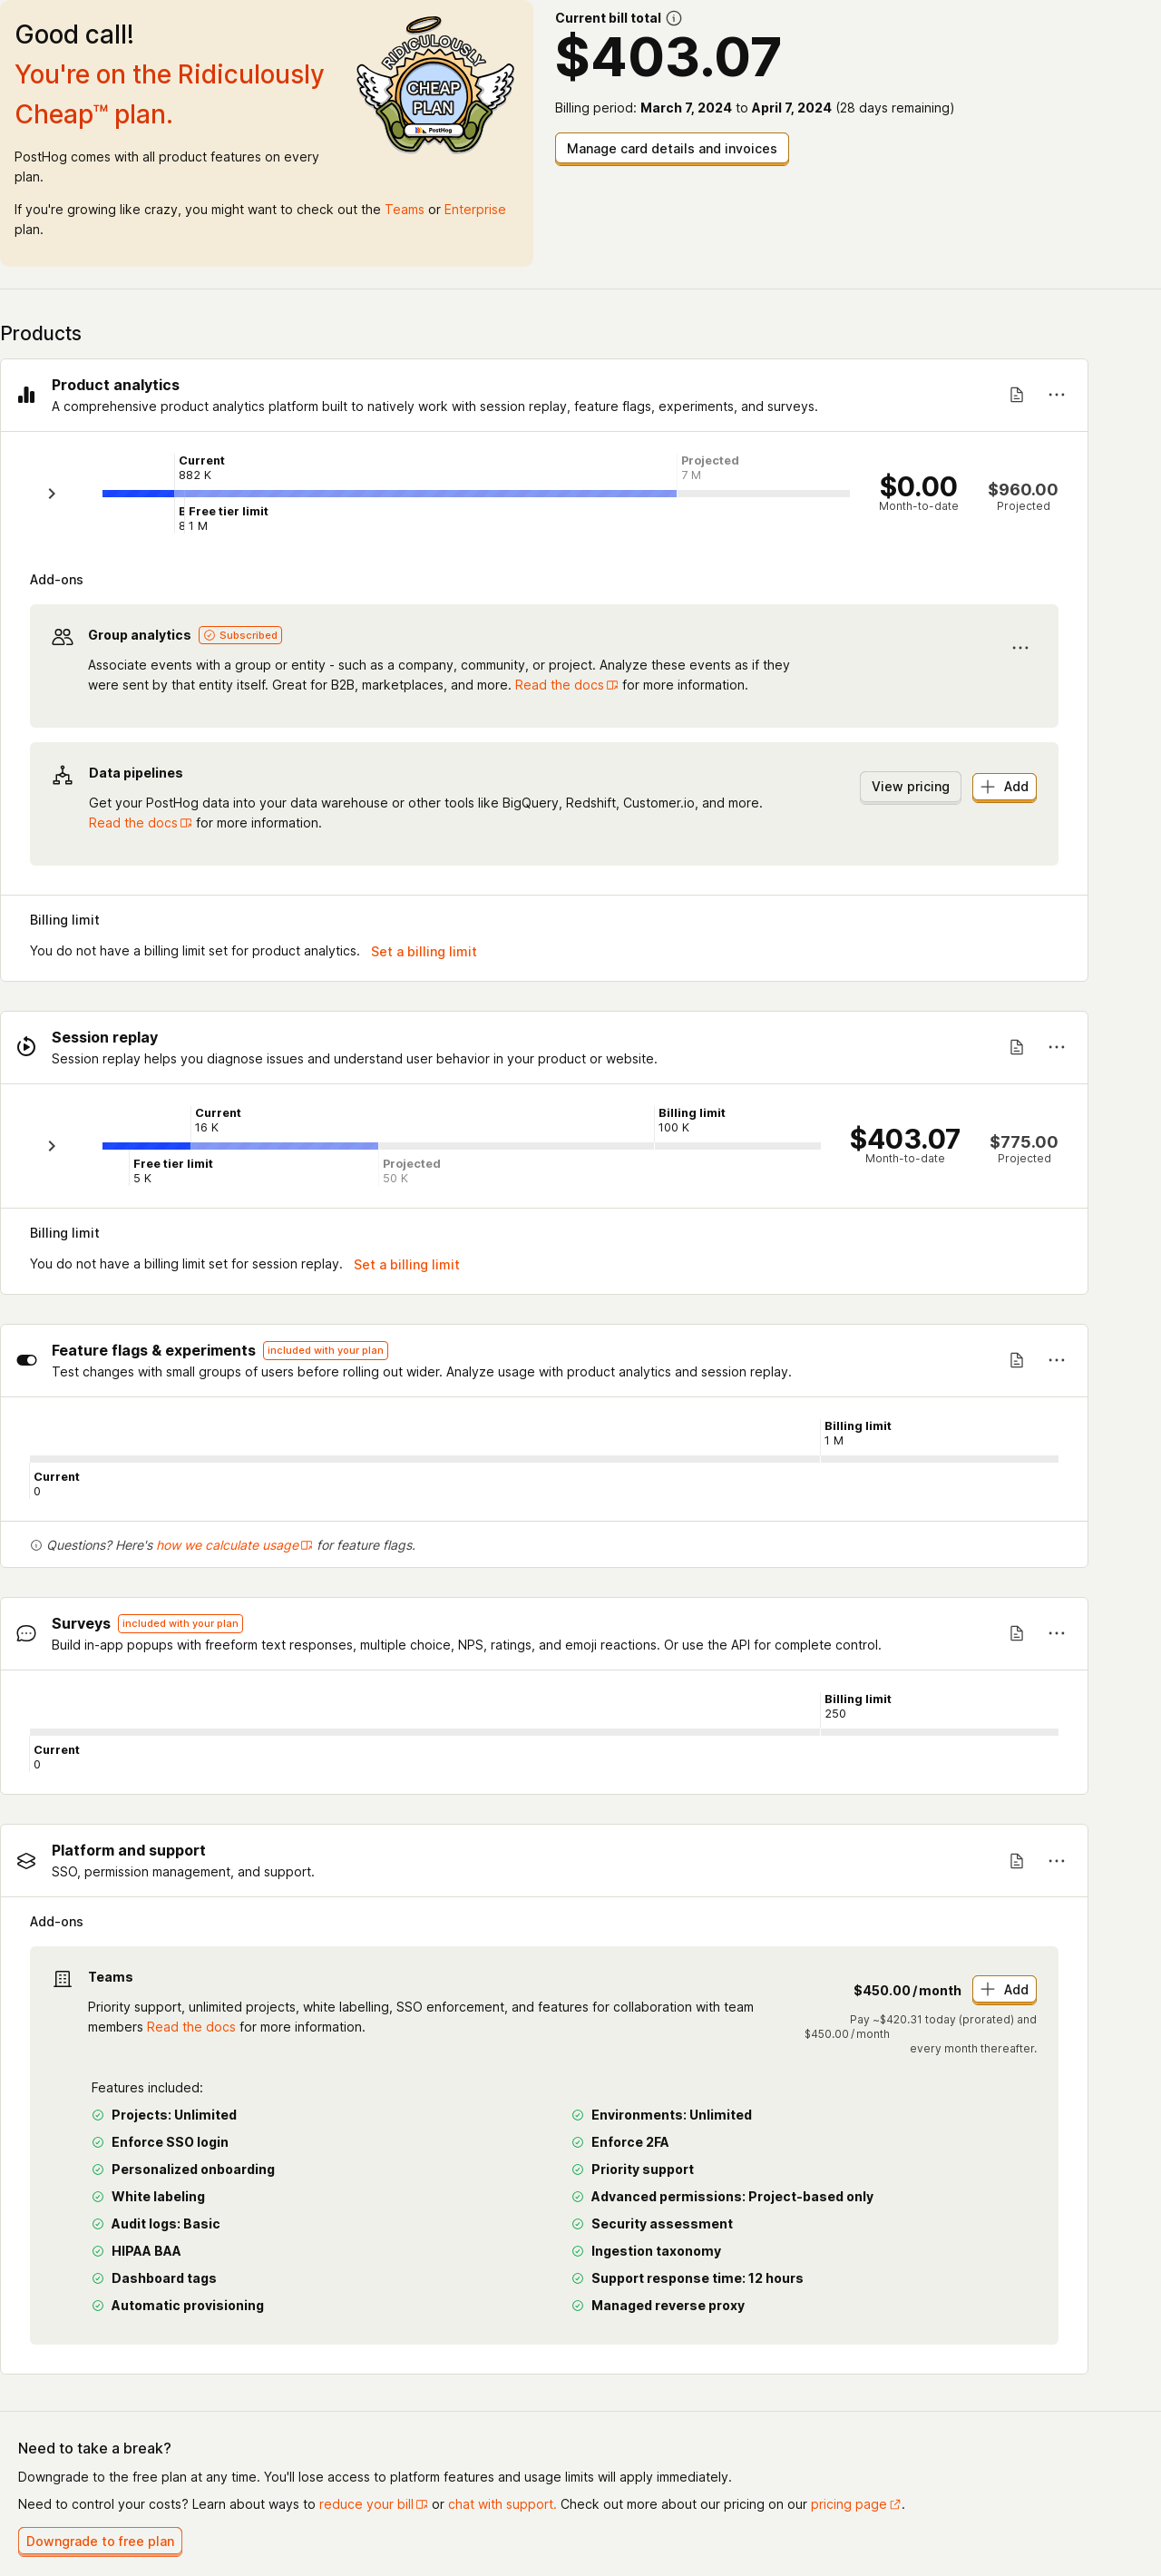 Good call!
You're on the Ridiculously
Cheap™ plan.
RIDICULOUSLY
CHEAP
PLAN
PostHog
PostHog comes with all product features on every
plan.
If you're growing like crazy, you might want to check out the Teams or Enterprise
plan.
Current bill total
$403.07
Billing period: March 7, 2024 to April 7, 2024 (28 days remaining)
Manage card details and invoices
Products
Product analytics
A comprehensive product analytics platform built to natively work with session replay, feature flags, experiments, and surveys.
Current
882 K
Projected
7 M
E Free tier limit
8 1 M
$0.00
Month-to-date
$960.00
Projected
Add-ons
Group analytics Subscribed
Associate events with a group or entity - such as a company, community, or project. Analyze these events as if they
were sent by that entity itself. Great for B2B, marketplaces, and more. Read the docs for more information.
Data pipelines
Get your PostHog data into your data warehouse or other tools like BigQuery, Redshift, Customer.io, and more.
Read the docs for more information.
View pricing
Add
Billing limit
You do not have a billing limit set for product analytics. Set a billing limit
Session replay
Session replay helps you diagnose issues and understand user behavior in your product or website.
Current
16 K
Billing limit
100 K
Free tier limit
5 K
Projected
50 K
$403.07
Month-to-date
$775.00
Projected
Billing limit
You do not have a billing limit set for session replay. Set a billing limit
Feature flags & experiments included with your plan
Test changes with small groups of users before rolling out wider. Analyze usage with product analytics and session replay.
Billing limit
1 M
Current
0
Questions? Here's how we calculate usage for feature flags.
Surveys included with your plan
Build in-app popups with freeform text responses, multiple choice, NPS, ratings, and emoji reactions. Or use the API for complete control.
Billing limit
250
Current
0
Platform and support
SSO, permission management, and support.
Add-ons
Teams
Priority support, unlimited projects, white labelling, SSO enforcement, and features for collaboration with team
members Read the docs for more information.
$450.00/month
Add
Pay ~$420.31 today (prorated) and
$450.00/month
every month thereafter.
Features included:
Projects: Unlimited
Environments: Unlimited
Enforce SSO login
Enforce 2FA
Personalized onboarding
Priority support
White labeling
Advanced permissions: Project-based only
Audit logs: Basic
Security assessment
HIPAA BAA
Ingestion taxonomy
Dashboard tags
Support response time: 12 hours
Automatic provisioning
Managed reverse proxy
Need to take a break?
Downgrade to the free plan at any time. You'll lose access to platform features and usage limits will apply immediately.
Need to control your costs? Learn about ways to reduce your bill or chat with support. Check out more about our pricing on our pricing page.
Downgrade to free plan